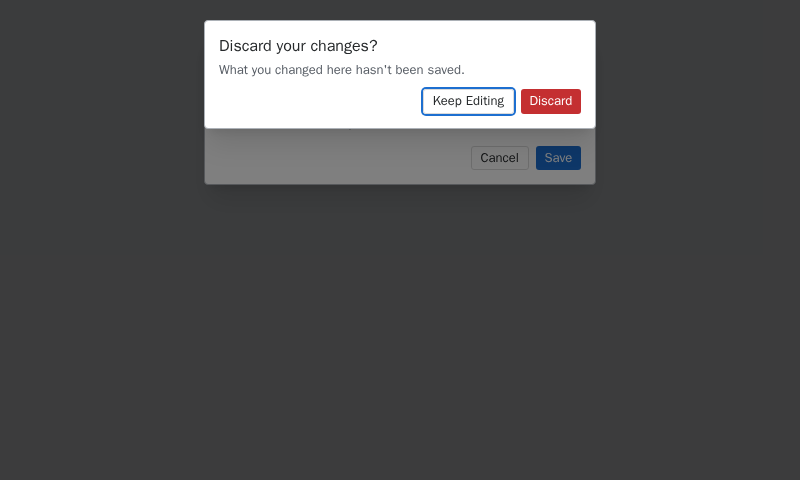 Discard your changes?
What you changed here hasn't been saved.
Keep Editing Discard
Cancel Save